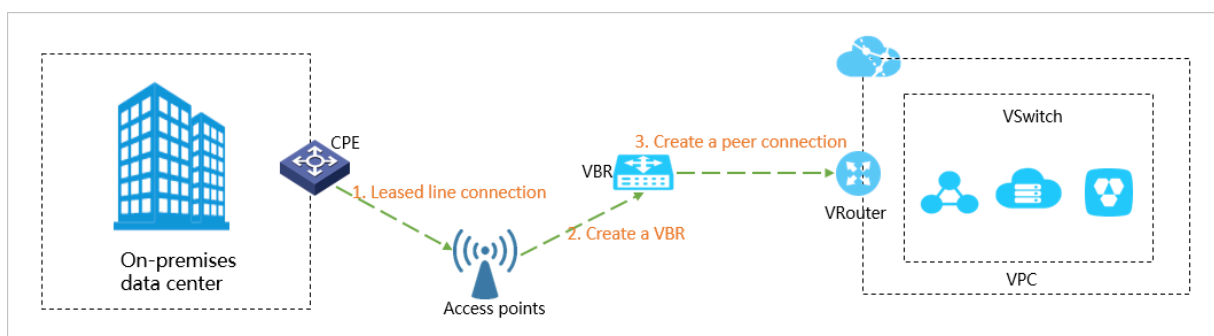 CPE
1. Leased line connection
On-premises
data center
Access points
2. Create a VBR
VBR
3. Create a peer connection
VRouter
VSwitch
VPC